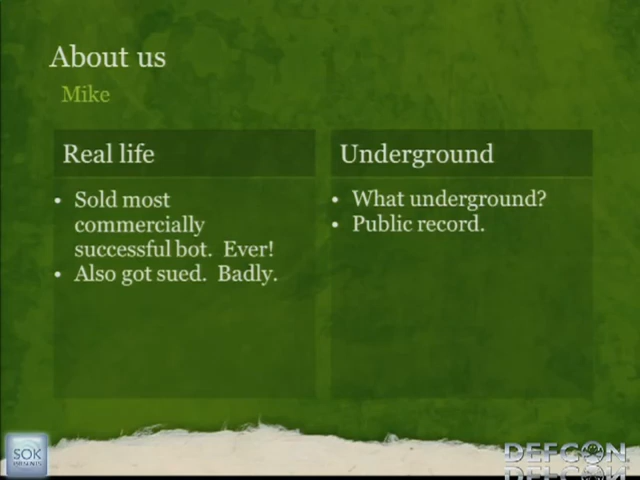 About us
Mike
Real life
• Sold most
commercially
successful bot.  Ever!
• Also got sued.  Badly.
Underground
• What underground?
• Public record.
SOK
DEFCON